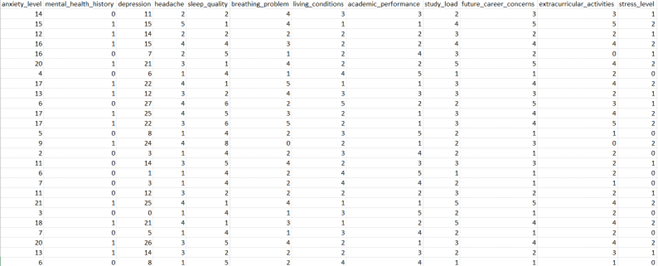 anxiety_level mental_health_history depression headache sleep_quality breathing_problem living_conditions academic_performance study_load future_career_concerns extracurricular_activities stress_level
14 0 11 2 2 4 3 3 2 3 3 1
15 1 15 5 1 4 1 1 4 5 5 2
12 1 14 2 2 2 2 2 3 2 2 1
16 1 15 4 4 3 2 2 4 4 4 2
16 0 7 2 5 1 2 4 3 2 0 1
20 1 21 3 1 4 2 2 5 5 4 2
4 0 6 1 4 1 4 5 1 1 2 0
17 1 22 4 1 5 1 1 3 4 4 2
13 1 12 3 2 4 3 3 3 3 2 1
6 0 27 4 6 2 5 2 2 5 3 1
17 1 25 4 5 3 2 1 3 4 4 2
17 1 22 3 6 5 2 1 3 4 5 2
5 0 8 1 4 2 3 5 2 1 1 0
9 1 24 4 8 0 2 1 2 3 0 2
2 0 3 1 4 2 3 4 2 1 2 0
11 0 14 3 5 4 2 3 3 3 2 1
6 0 1 1 4 2 4 5 1 1 2 0
7 0 3 1 4 2 4 4 2 1 1 0
11 0 12 3 2 2 2 2 3 2 2 1
21 1 25 4 1 4 1 1 5 5 4 2
3 0 0 1 4 1 3 5 2 1 2 0
18 1 21 4 1 3 1 2 5 4 4 2
7 0 5 1 4 1 3 4 2 1 2 0
20 1 26 3 5 4 2 1 3 4 4 2
13 1 14 3 2 2 2 3 2 2 3 1
6 0 8 1 5 2 4 4 1 1 1 0